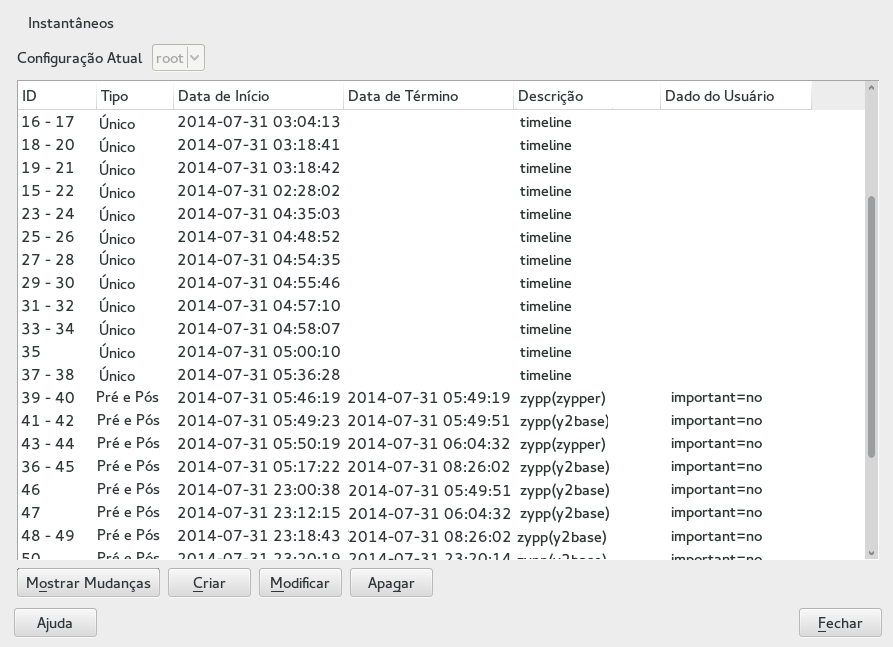 Instantâneos
Configuração Atual root
ID Tipo Data de Início Data de Término Descrição Dado do Usuário
16 - 17 Único 2014-07-31 03:04:13 timeline
18 - 20 Único 2014-07-31 03:18:41 timeline
19 - 21 Único 2014-07-31 03:18:42 timeline
15 - 22 Único 2014-07-31 02:28:02 timeline
23 - 24 Único 2014-07-31 04:35:03 timeline
25 - 26 Único 2014-07-31 04:48:52 timeline
27 - 28 Único 2014-07-31 04:54:35 timeline
29 - 30 Único 2014-07-31 04:55:46 timeline
31 - 32 Único 2014-07-31 04:57:10 timeline
33 - 34 Único 2014-07-31 04:58:07 timeline
35 Único 2014-07-31 05:00:10 timeline
37 - 38 Único 2014-07-31 05:36:28 timeline
39 - 40 Pré e Pós 2014-07-31 05:46:19 2014-07-31 05:49:19 zypp(zypper) important=no
41 - 42 Pré e Pós 2014-07-31 05:49:23 2014-07-31 05:49:51 zypp(y2base) important=no
43 - 44 Pré e Pós 2014-07-31 05:50:19 2014-07-31 06:04:32 zypp(zypper) important=no
36 - 45 Pré e Pós 2014-07-31 05:17:22 2014-07-31 08:26:02 zypp(y2base) important=no
46 Pré e Pós 2014-07-31 23:00:38 2014-07-31 05:49:51 zypp(y2base) important=no
47 Pré e Pós 2014-07-31 23:12:15 2014-07-31 06:04:32 zypp(y2base) important=no
48 - 49 Pré e Pós 2014-07-31 23:18:43 2014-07-31 08:26:02 zypp(y2base) important=no
50 Pré e Pós 2014-07-31 23:20:19 2014-07-31 23:20:14 zypp(y2base) important=no
Mostrar Mudanças Criar Modificar Apagar
Ajuda Fechar